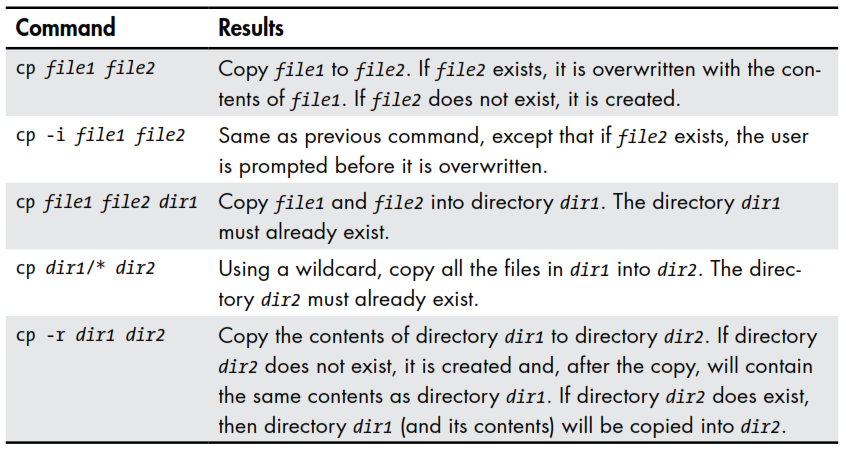 Command Results
cp file1 file2 Copy file1 to file2. If file2 exists, it is overwritten with the con-
tents of file1. If file2 does not exist, it is created.
cp -i file1 file2 Same as previous command, except that if file2 exists, the user
is prompted before it is overwritten.
cp file1 file2 dir1 Copy file1 and file2 into directory dir1. The directory dir1
must already exist.
cp dir1/* dir2 Using a wildcard, copy all the files in dir1 into dir2. The direc-
tory dir2 must already exist.
cp -r dir1 dir2 Copy the contents of directory dir1 to directory dir2. If directory
dir2 does not exist, it is created and, after the copy, will contain
the same contents as directory dir1. If directory dir2 does exist,
then directory dir1 (and its contents) will be copied into dir2.